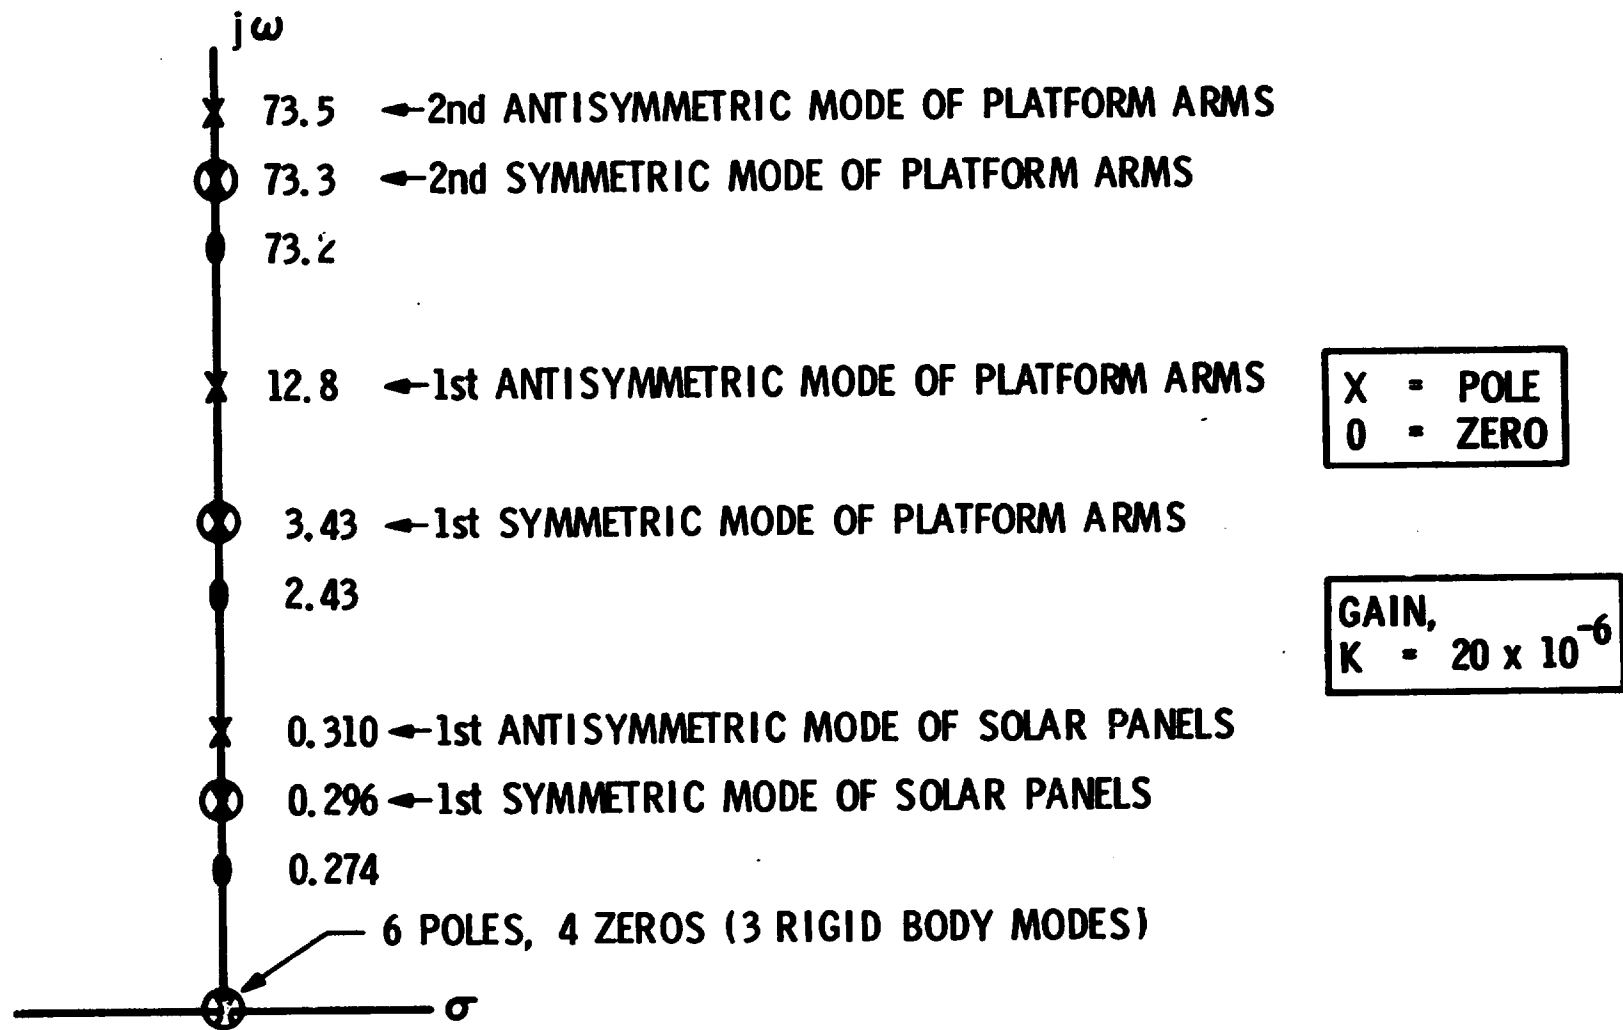 jω
73.5 ←2nd ANTISYMMETRIC MODE OF PLATFORM ARMS
73.3 ←2nd SYMMETRIC MODE OF PLATFORM ARMS
73.2
12.8 ←1st ANTISYMMETRIC MODE OF PLATFORM ARMS
X = POLE
0 = ZERO
3.43 ←1st SYMMETRIC MODE OF PLATFORM ARMS
2.43
GAIN,
K = 20 x 10⁻⁶
0.310 ←1st ANTISYMMETRIC MODE OF SOLAR PANELS
0.296 ←1st SYMMETRIC MODE OF SOLAR PANELS
0.274
6 POLES, 4 ZEROS (3 RIGID BODY MODES)
σ